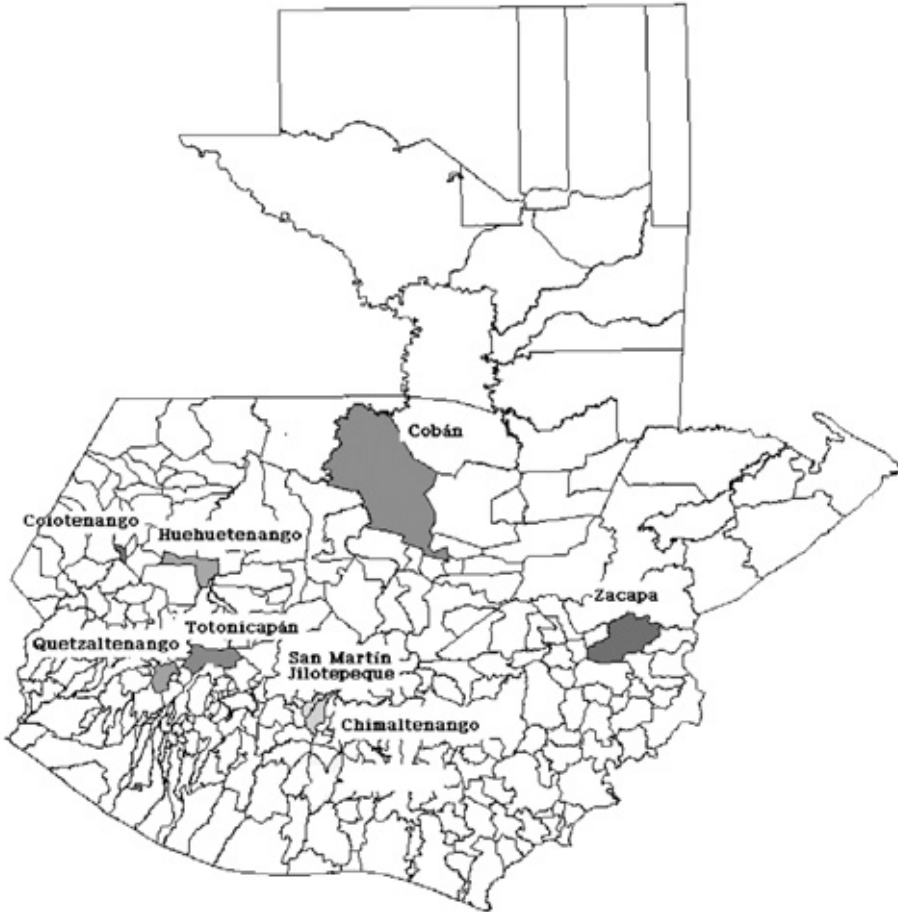 Cobán
Colotenango
Huehuetenango
Zacapa
Totonicapán
Quetzaltenango
San Martín
Jilotepeque
Chimaltenango